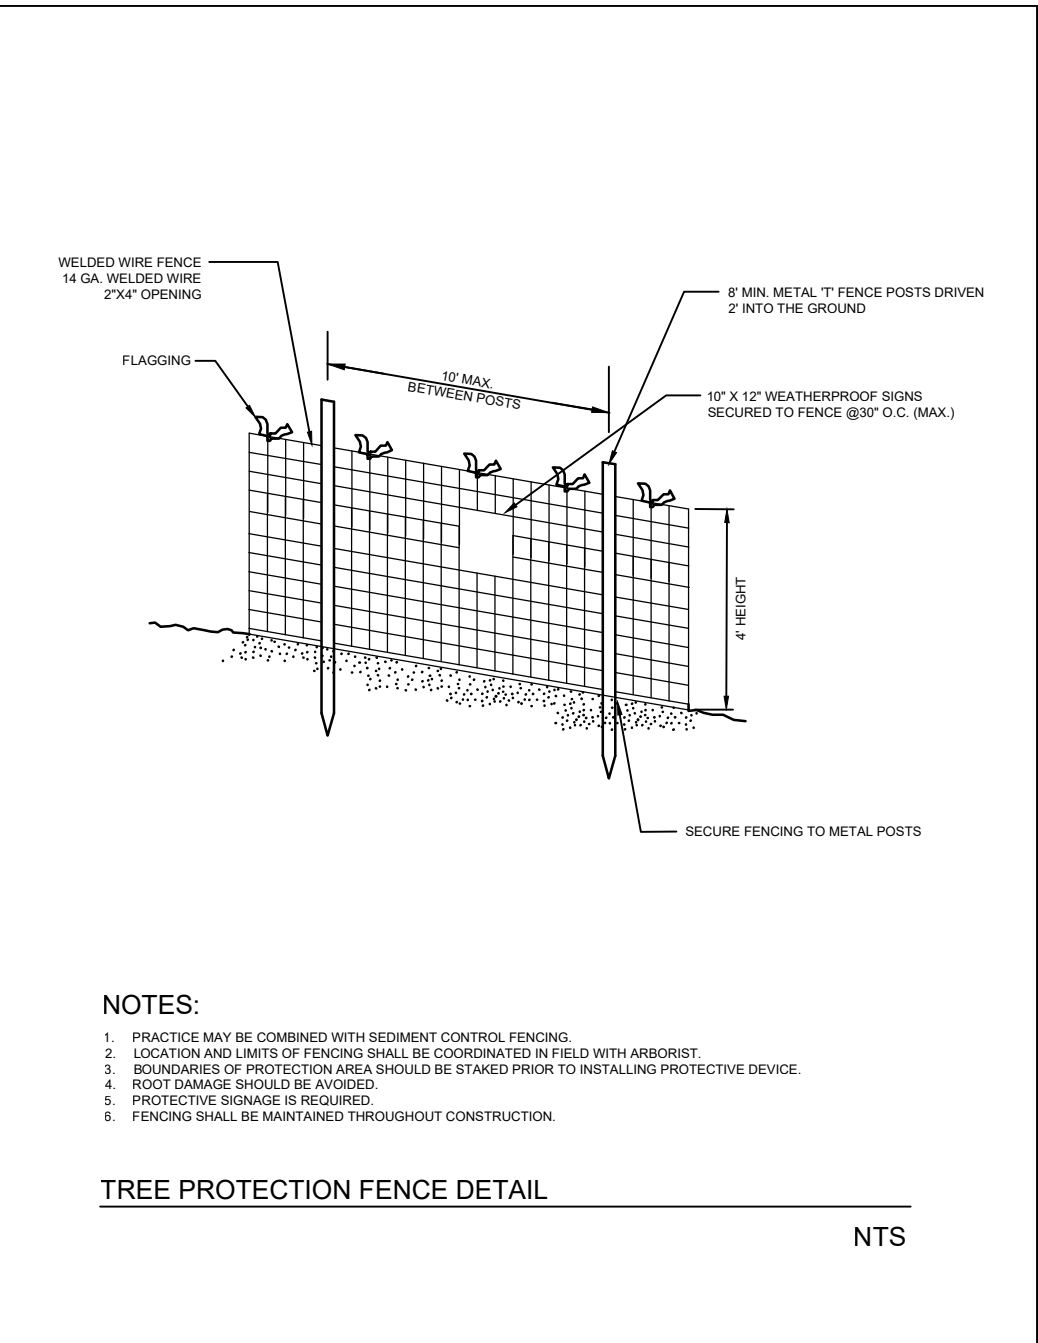 WELDED WIRE FENCE
14 GA. WELDED WIRE
2"X4" OPENING
8' MIN. METAL 'T' FENCE POSTS DRIVEN
2' INTO THE GROUND
FLAGGING
10' MAX.
BETWEEN POSTS
10" X 12" WEATHERPROOF SIGNS
SECURED TO FENCE @30" O.C. (MAX.)
4' HEIGHT
SECURE FENCING TO METAL POSTS
NOTES:
1. PRACTICE MAY BE COMBINED WITH SEDIMENT CONTROL FENCING.
2. LOCATION AND LIMITS OF FENCING SHALL BE COORDINATED IN FIELD WITH ARBORIST.
3. BOUNDARIES OF PROTECTION AREA SHOULD BE STAKED PRIOR TO INSTALLING PROTECTIVE DEVICE.
4. ROOT DAMAGE SHOULD BE AVOIDED.
5. PROTECTIVE SIGNAGE IS REQUIRED.
6. FENCING SHALL BE MAINTAINED THROUGHOUT CONSTRUCTION.
TREE PROTECTION FENCE DETAIL
NTS